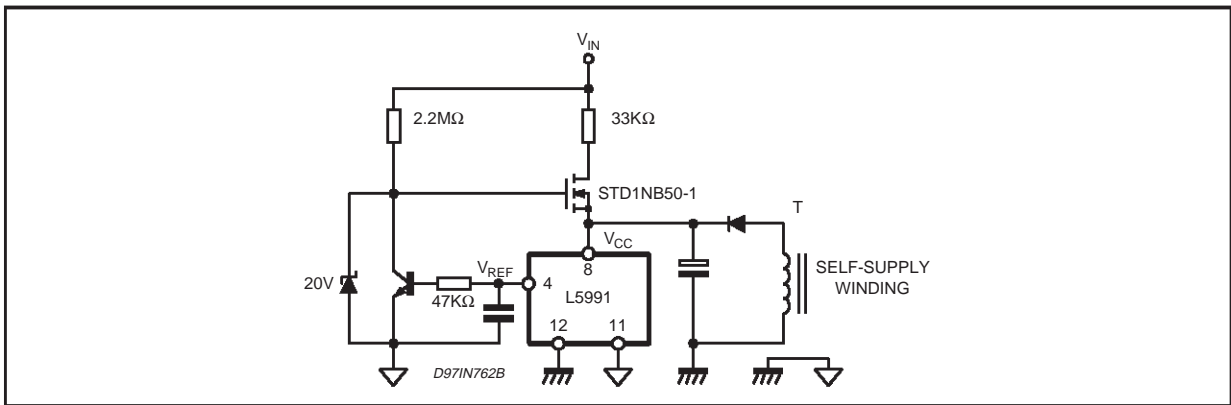 VIN
2.2MΩ
33KΩ
STD1NB50-1
T
VCC
8
VREF
4
L5991
SELF-SUPPLY
WINDING
20V
47KΩ
12
11
D97IN762B